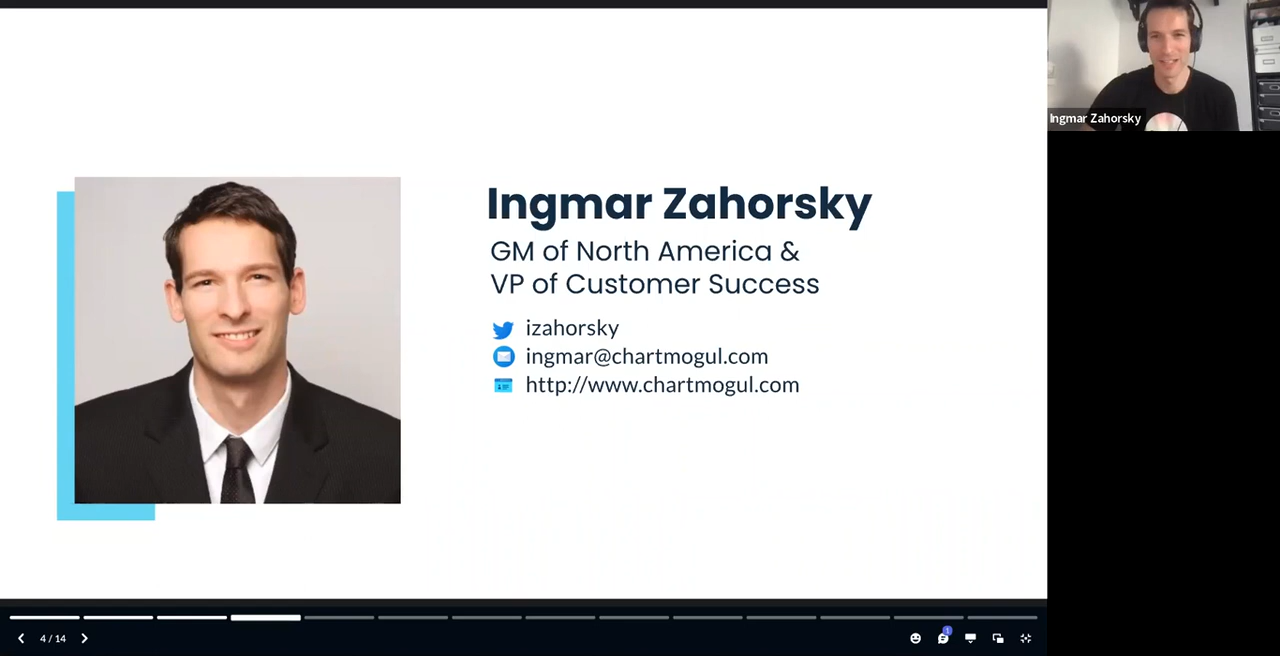 Ingmar Zahorsky
GM of North America &
VP of Customer Success
izahorsky
ingmar@chartmogul.com
http://www.chartmogul.com
Ingmar Zahorsky
4 / 14
1